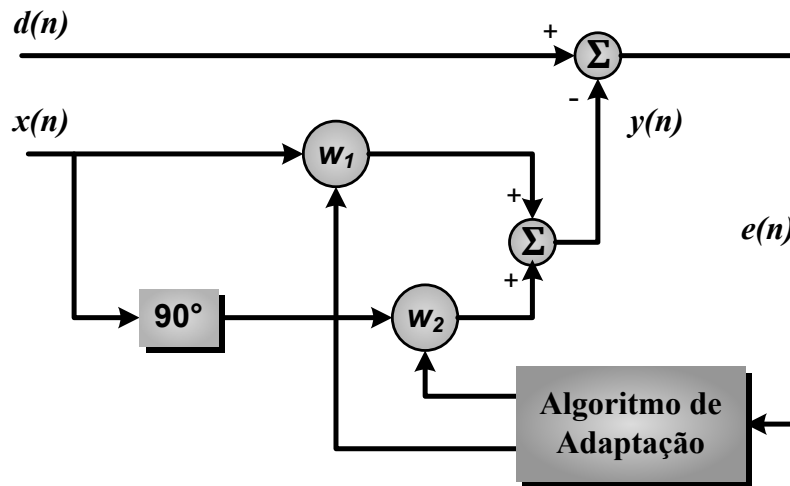 d(n)
+
Σ
-
x(n)
y(n)
w1
+
Σ
e(n)
+
90°
w2
Algoritmo de
Adaptação